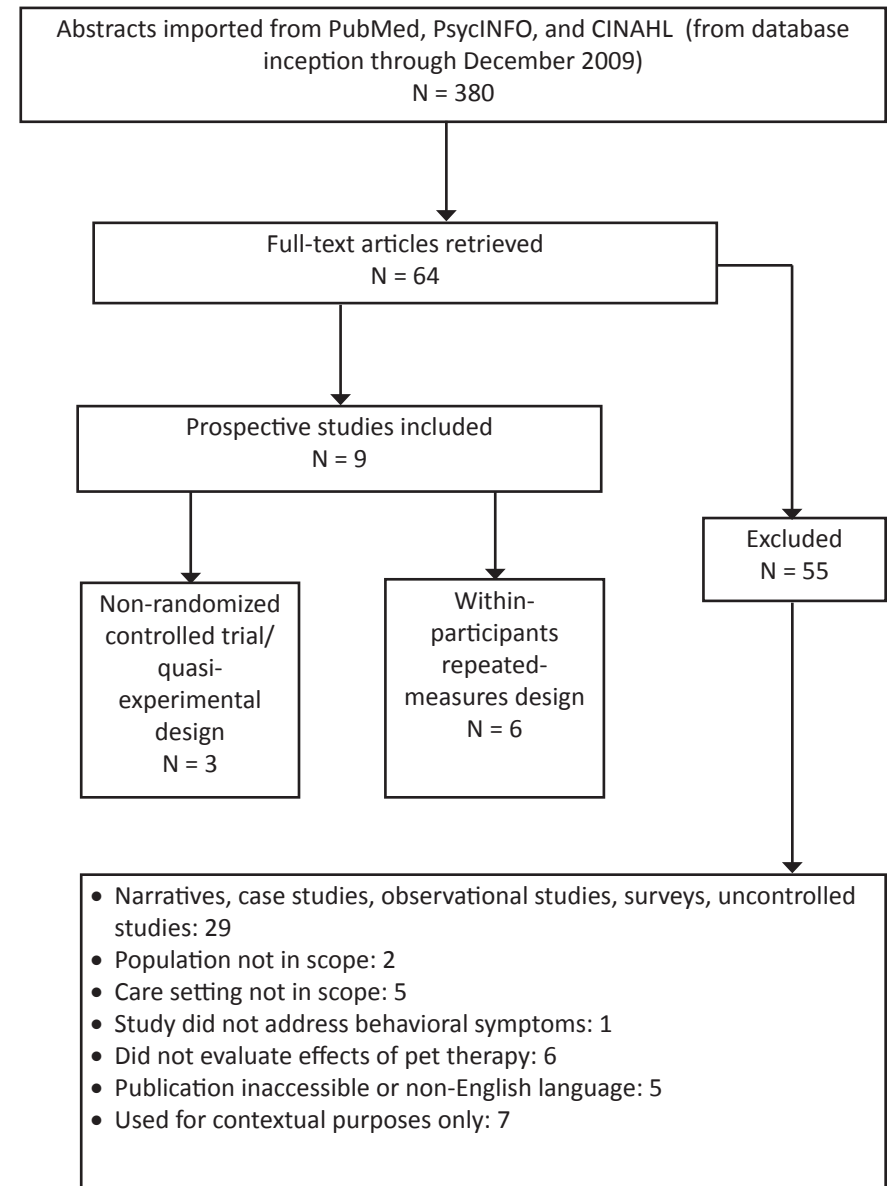 Abstracts imported from PubMed, PsycINFO, and CINAHL (from database
inception through December 2009)
N = 380
Full-text articles retrieved
N = 64
Prospective studies included
N = 9
Excluded
N = 55
Non-randomized
controlled trial/
quasi-
experimental
design
N = 3
Within-
participants
repeated-
measures design
N = 6
• Narratives, case studies, observational studies, surveys, uncontrolled
studies: 29
• Population not in scope: 2
• Care setting not in scope: 5
• Study did not address behavioral symptoms: 1
• Did not evaluate effects of pet therapy: 6
• Publication inaccessible or non-English language: 5
• Used for contextual purposes only: 7